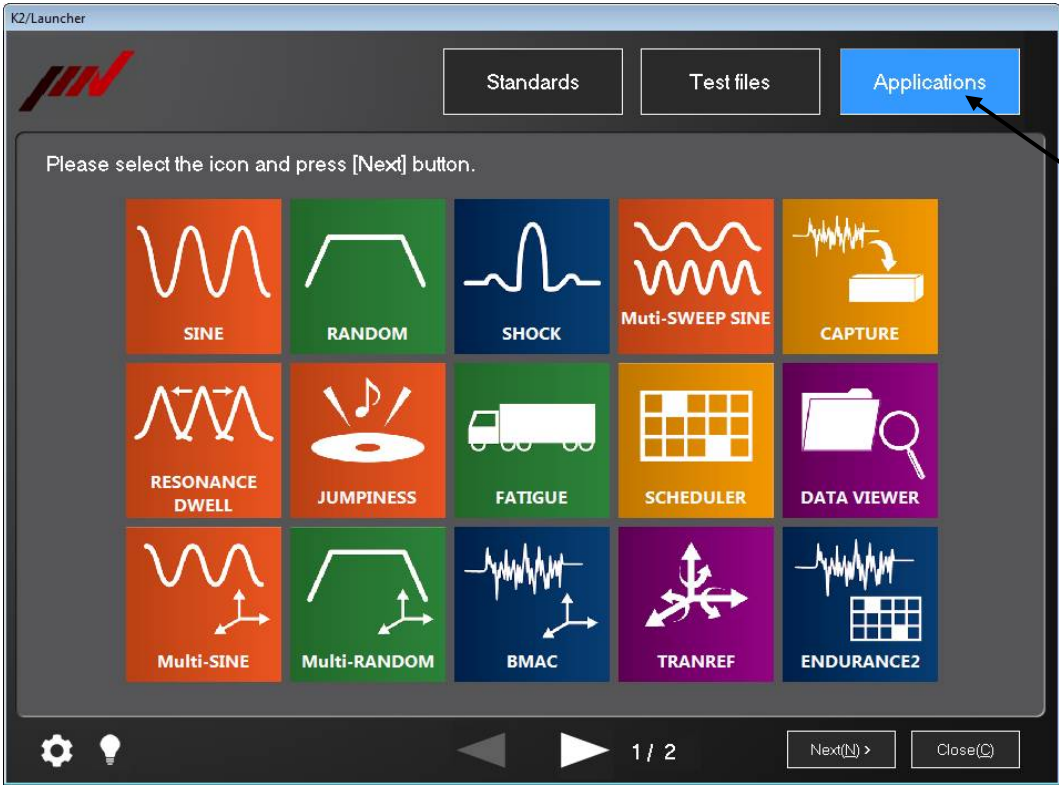 K2/Launcher
Standards
Test files
Applications
Please select the icon and press [Next] button.
SINE
RANDOM
SHOCK
Muti-SWEEP SINE
CAPTURE
RESONANCE
DWELL
JUMPINESS
FATIGUE
SCHEDULER
DATA VIEWER
Multi-SINE
Multi-RANDOM
BMAC
TRANREF
ENDURANCE2
1/ 2
Next(N) >
Close(C)